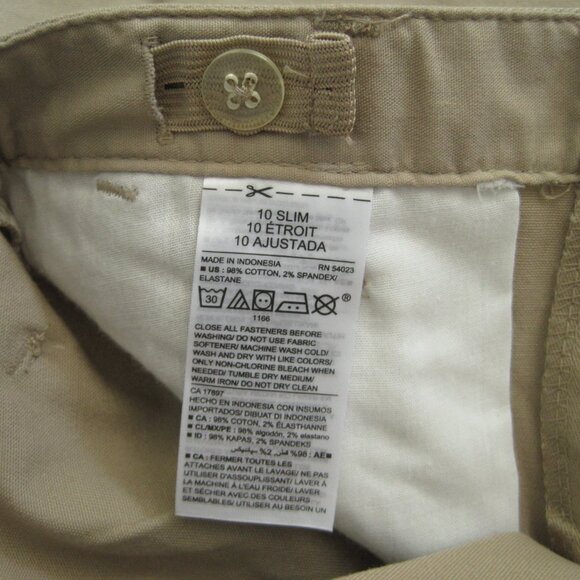 10 SLIM
10 ÉTROIT
10 AJUSTADA
MADE IN INDONESIA RN 54023
■ US : 98% COTTON, 2% SPANDEX/
ELASTANE
30 ®
1166
CLOSE ALL FASTENERS BEFORE
WASHING/ DO NOT USE FABRIC
SOFTENER/ MACHINE WASH COLD/
WASH AND DRY WITH LIKE COLORS/
ONLY NON-CHLORINE BLEACH WHEN
NEEDED/ TUMBLE DRY MEDIUM/
WARM IRON/ DO NOT DRY CLEAN
CA 17897
HECHO EN INDONESIA CON INSUMOS
IMPORTADOS/ DIBUAT DI INDONESIA
■ CA : 98% COTON, 2% ÉLASTHANNE
■ CL/MX/PE : 98% algodón, 2% elastano
■ ID : 98% KAPAS, 2% SPANDEKS
■ AE : 98% قطن, 2% سباندكس
■ CA : FERMER TOUTES LES
ATTACHES AVANT LE LAVAGE/ NE PAS
UTILISER D'ASSOUPLISSANT/ LAVER
À LA MACHINE À L'EAU FROIDE/ LAVER
ET SÉCHER AVEC DES COULEURS
SEMBLABLES/ UTILISER AU BESOIN UN